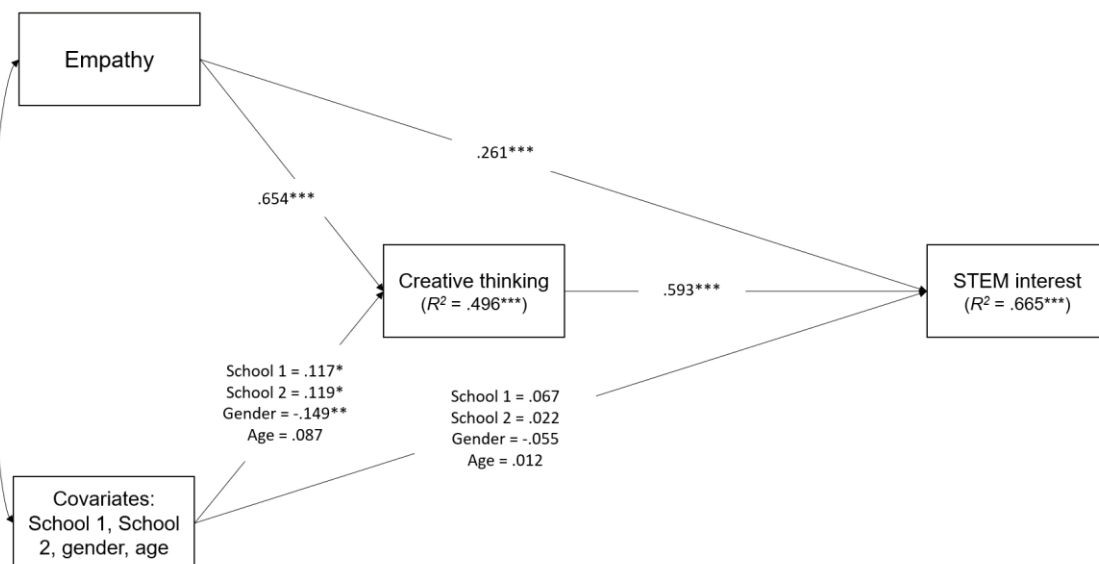 Empathy
.261***
.654***
Creative thinking
(R² = .496***)
.593***
STEM interest
(R² = .665***)
School 1 = .117*
School 2 = .119*
Gender = -.149**
Age = .087
School 1 = .067
School 2 = .022
Gender = -.055
Age = .012
Covariates:
School 1, School
2, gender, age